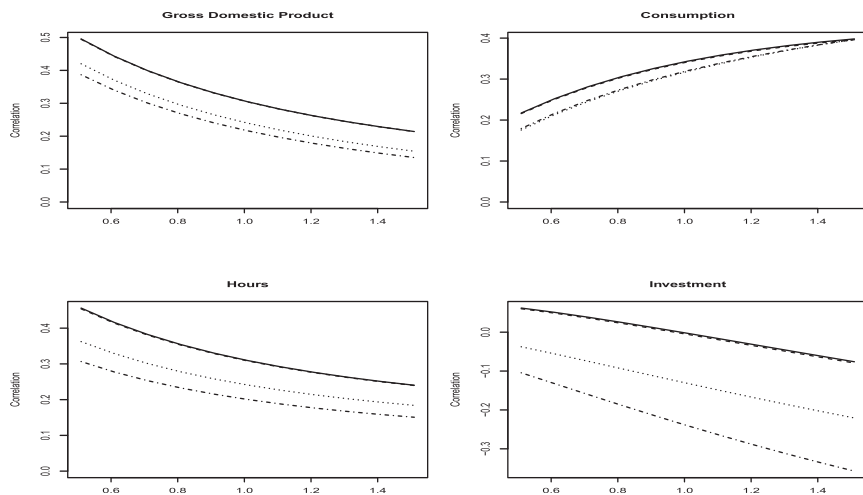 Gross Domestic Product
Correlation
0.0 0.1 0.2 0.3 0.4 0.5
0.6 0.8 1.0 1.2 1.4
Consumption
Correlation
0.0 0.1 0.2 0.3 0.4
0.6 0.8 1.0 1.2 1.4
Hours
Correlation
0.0 0.1 0.2 0.3 0.4
0.6 0.8 1.0 1.2 1.4
Investment
Correlation
−0.3 −0.2 −0.1 0.0
0.6 0.8 1.0 1.2 1.4